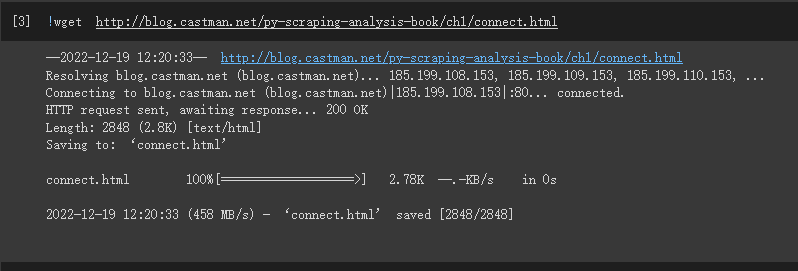 [3] !wget http://blog.castman.net/py-scraping-analysis-book/ch1/connect.html
--2022-12-19 12:20:33-- http://blog.castman.net/py-scraping-analysis-book/ch1/connect.html
Resolving blog.castman.net (blog.castman.net)... 185.199.108.153, 185.199.109.153, 185.199.110.153, ...
Connecting to blog.castman.net (blog.castman.net)|185.199.108.153|:80... connected.
HTTP request sent, awaiting response... 200 OK
Length: 2848 (2.8K) [text/html]
Saving to: ‘connect.html’
connect.html 100%[===================>] 2.78K --.-KB/s in 0s
2022-12-19 12:20:33 (458 MB/s) - ‘connect.html’ saved [2848/2848]